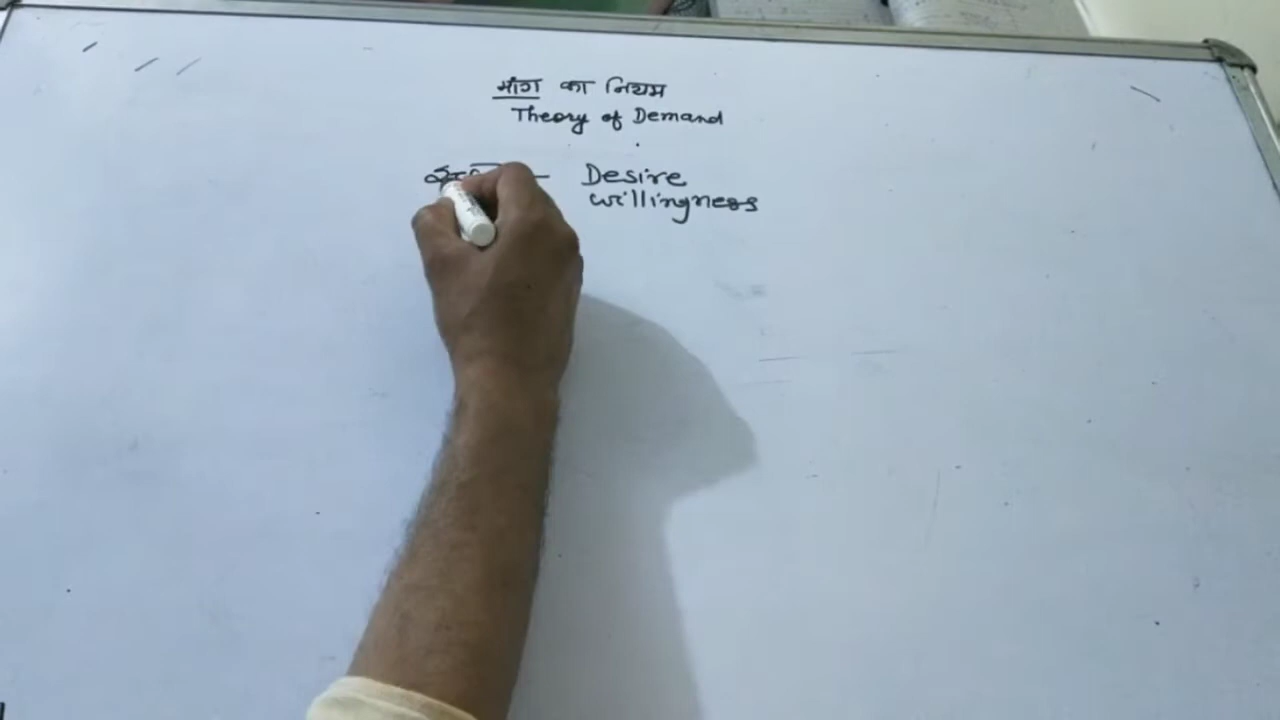 मांग का नियम
Theory of Demand
Desire
willingness